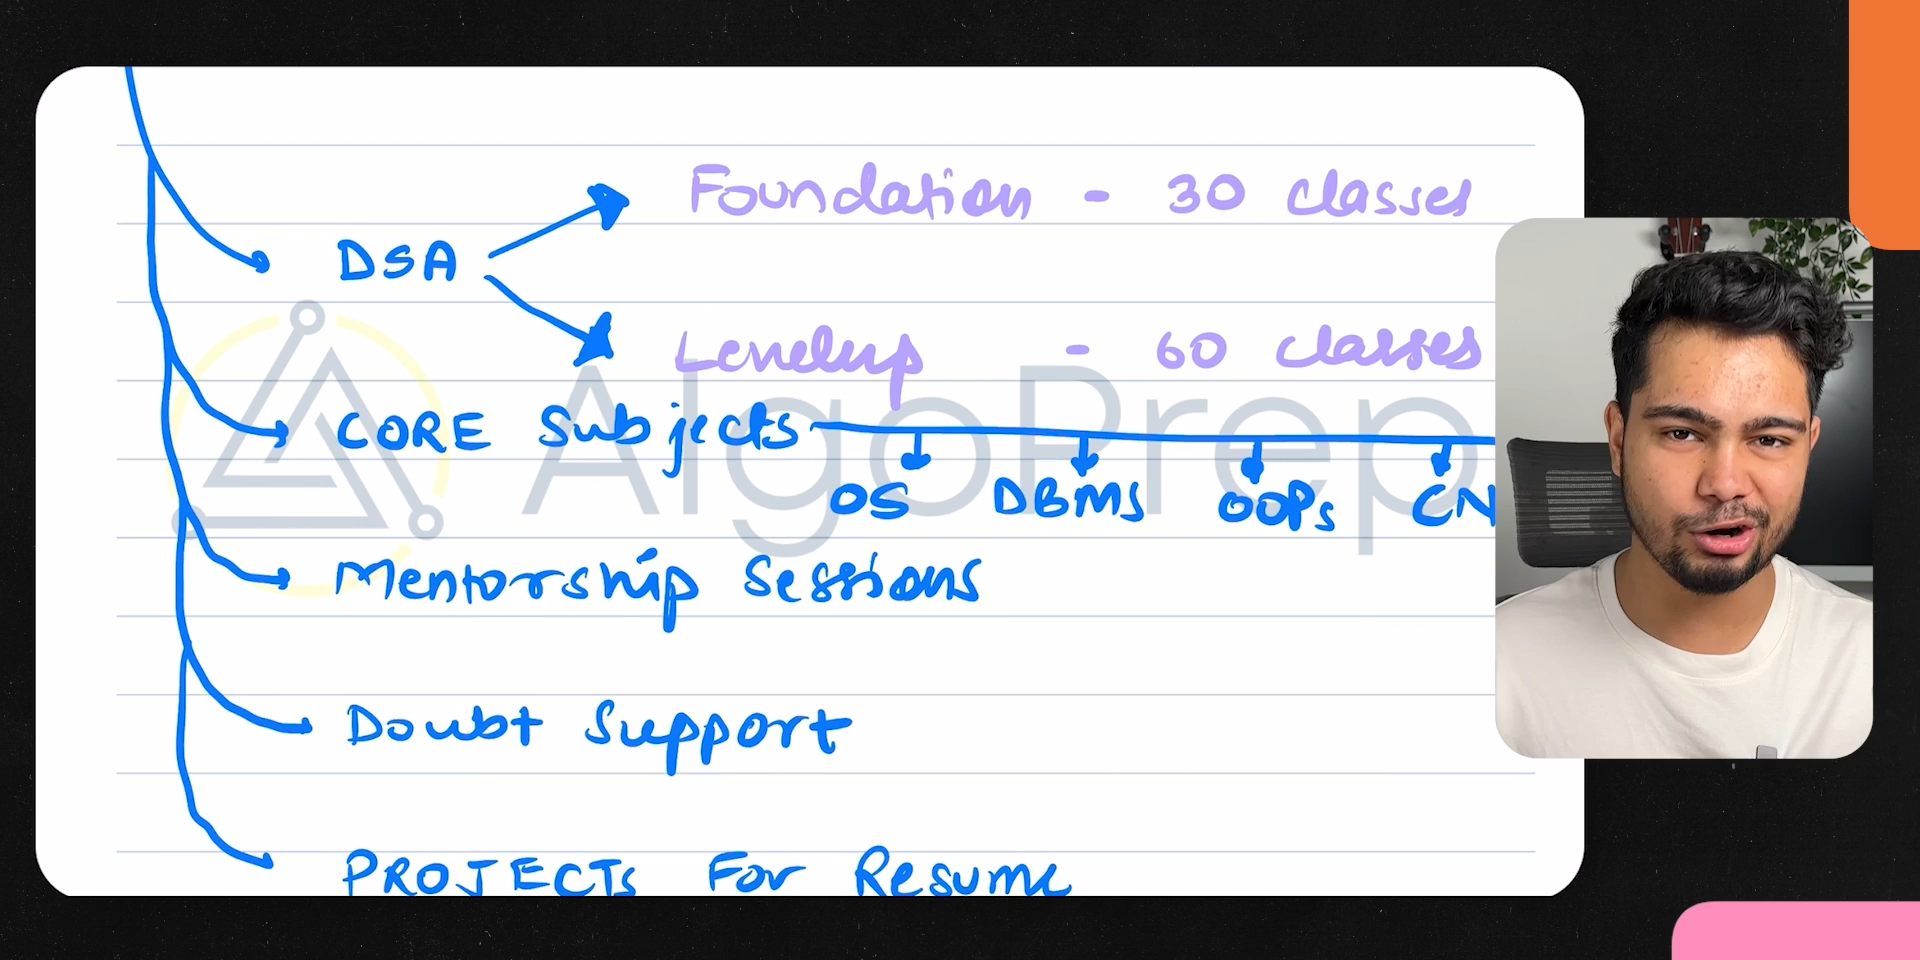 Foundation - 30 classes
DSA
Levelup - 60 classes
CORE Subjects
AlgoPrep
OS DBMS OOPs CN
Mentorship Sessions
Doubt Support
PROJECTs For Resume